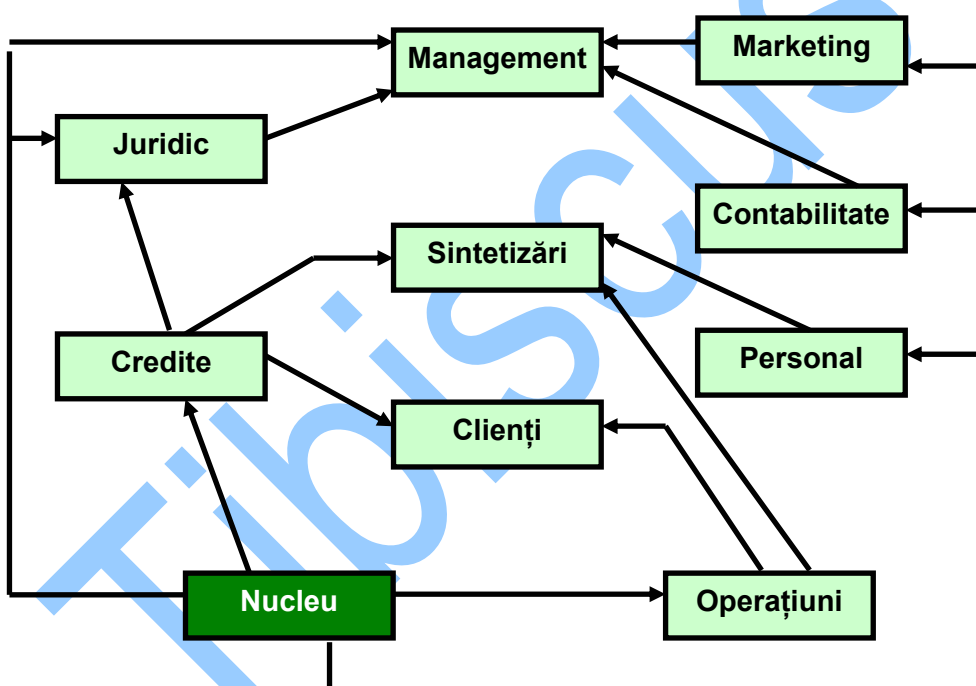 Management
Marketing
Juridic
Contabilitate
Sintetizări
Credite
Personal
Clienți
Nucleu
Operațiuni
Tibiscus